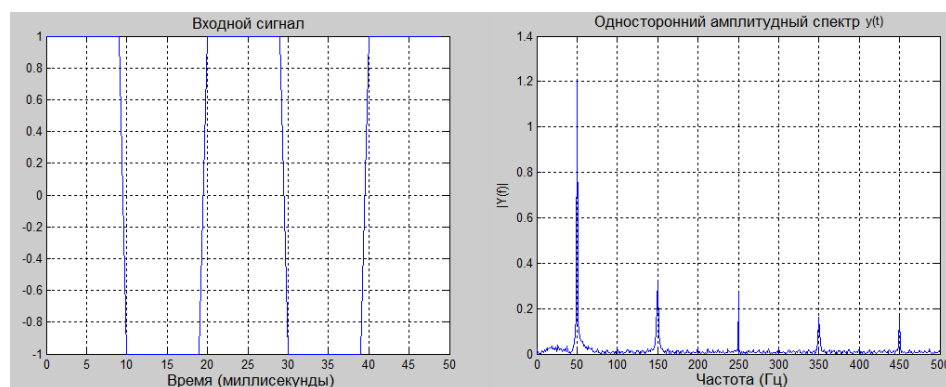 Входной сигнал
1
0.8
0.6
0.4
0.2
0
-0.2
-0.4
-0.6
-0.8
-1
0 5 10 15 20 25 30 35 40 45 50
Время (миллисекунды)
Односторонний амплитудный спектр y(t)
|Y(f)|
1.4
1.2
1
0.8
0.6
0.4
0.2
0
0 50 100 150 200 250 300 350 400 450 500
Частота (Гц)